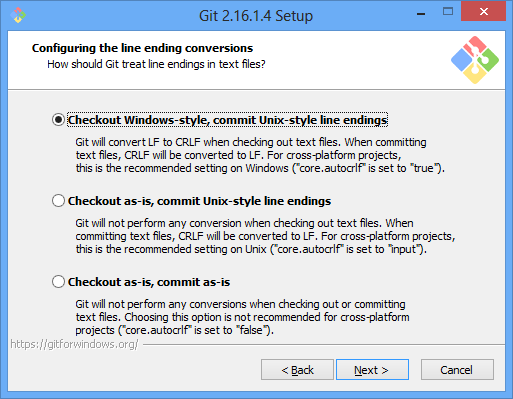 Git 2.16.1.4 Setup
Configuring the line ending conversions
How should Git treat line endings in text files?
Checkout Windows-style, commit Unix-style line endings
Git will convert LF to CRLF when checking out text files. When committing
text files, CRLF will be converted to LF. For cross-platform projects,
this is the recommended setting on Windows ("core.autocrlf" is set to "true").
Checkout as-is, commit Unix-style line endings
Git will not perform any conversion when checking out text files. When
committing text files, CRLF will be converted to LF. For cross-platform projects,
this is the recommended setting on Unix ("core.autocrlf" is set to "input").
Checkout as-is, commit as-is
Git will not perform any conversions when checking out or committing
text files. Choosing this option is not recommended for cross-platform
projects ("core.autocrlf" is set to "false").
https://gitforwindows.org/
< Back Next > Cancel